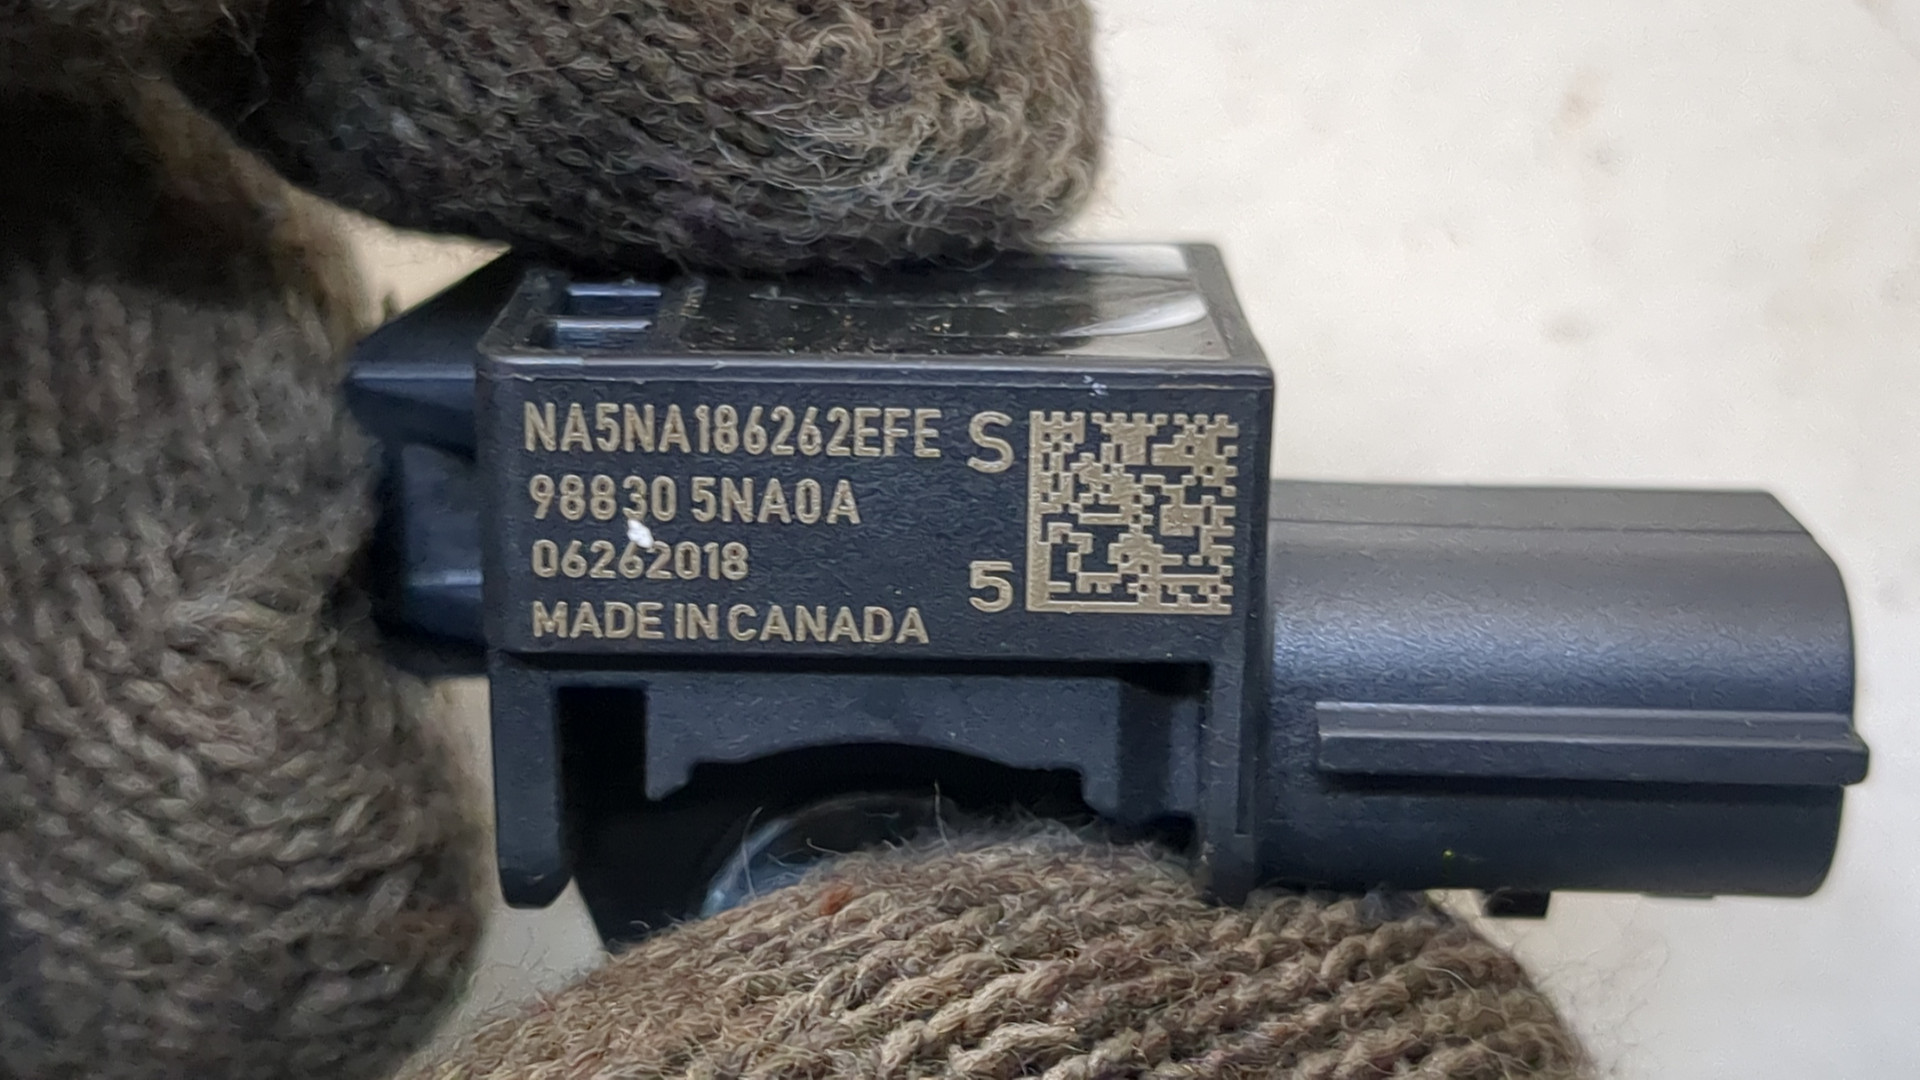 NA5NA186262EFE S
98830 5NA0A
06262018 5
MADE IN CANADA